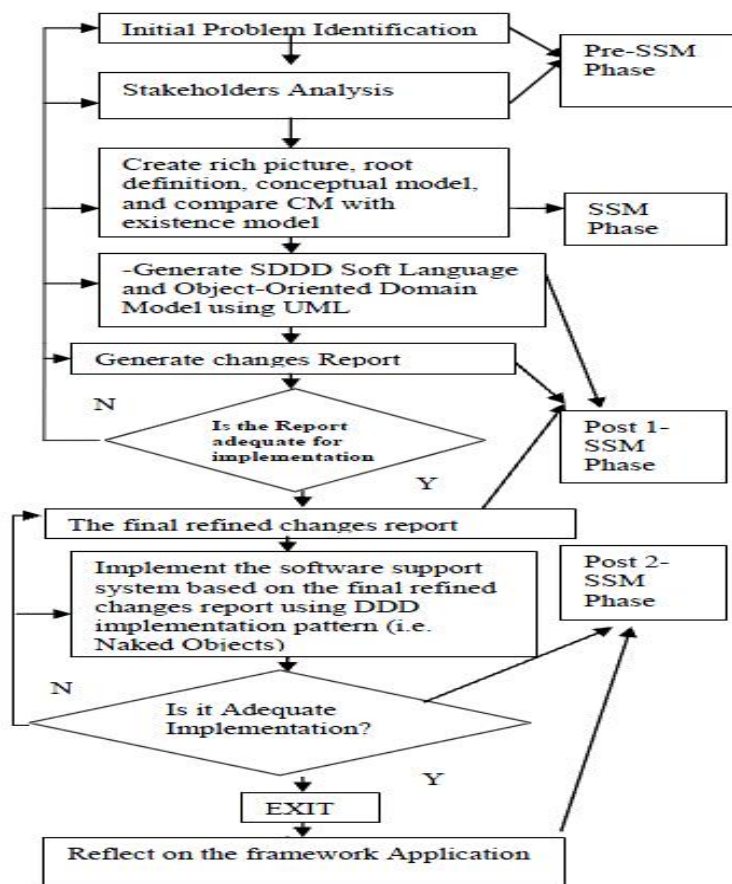 Initial Problem Identification
Pre-SSM
Phase
Stakeholders Analysis
Create rich picture, root
definition, conceptual model,
and compare CM with
existence model
SSM
Phase
-Generate SDDD Soft Language
and Object-Oriented Domain
Model using UML
Generate changes Report
N
Is the Report
adequate for
implementation
Y
Post 1-
SSM
Phase
The final refined changes report
Implement the software support
system based on the final refined
changes report using DDD
implementation pattern (i.e.
Naked Objects)
Post 2-
SSM
Phase
N
Is it Adequate
Implementation?
Y
EXIT
Reflect on the framework Application